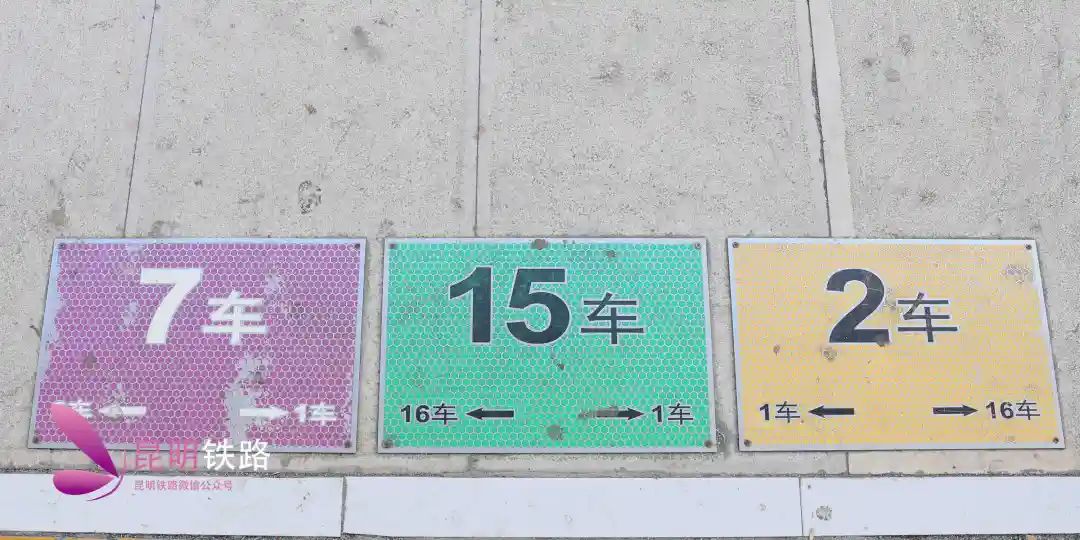 7车
←
→1车
15车
16车←
→1车
2车
1车←
→16车
昆明铁路
昆明铁路微信公众号